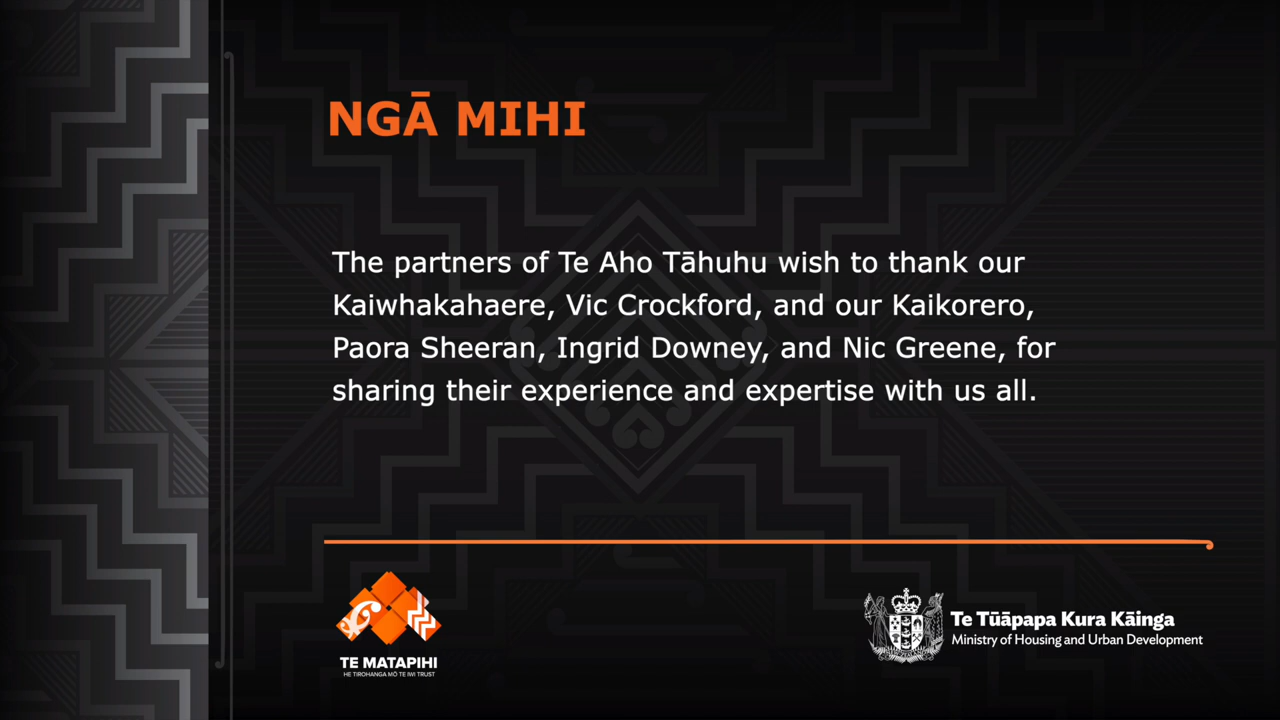 NGĀ MIHI
The partners of Te Aho Tāhuhu wish to thank our
Kaiwhakahaere, Vic Crockford, and our Kaikorero,
Paora Sheeran, Ingrid Downey, and Nic Greene, for
sharing their experience and expertise with us all.
TE MATAPIHI
HE TIROHANGA MŌ TE IWI TRUST
Te Tūāpapa Kura Kāinga
Ministry of Housing and Urban Development